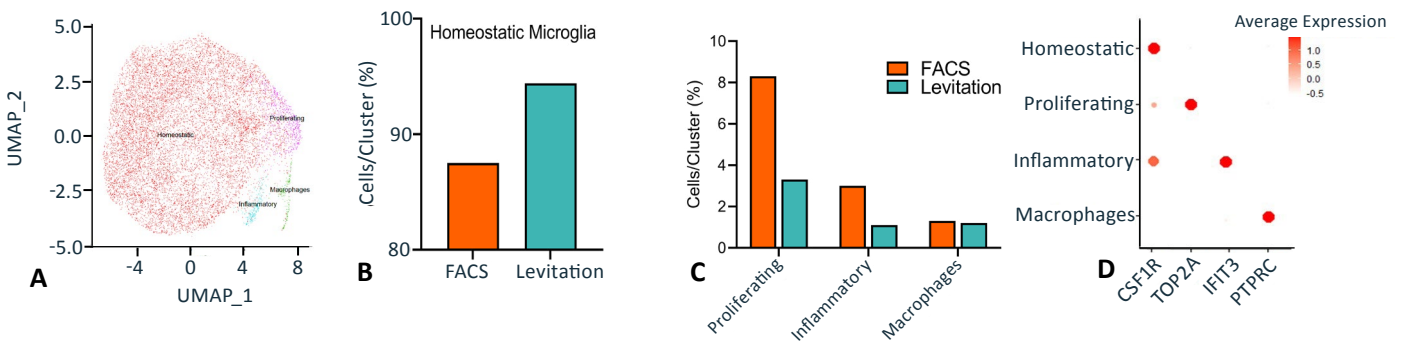 5.0
2.5
0.0
-2.5
-5.0
UMAP_2
-4
0
4
8
UMAP_1
Homeostatic
Proliferating
Macrophages
Inflammatory
A
Homeostatic Microglia
100
90
80
Cells/Cluster (%)
FACS
Levitation
B
10
8
6
4
2
0
Cells/Cluster (%)
FACS
Levitation
Proliferating
Inflammatory
Macrophages
C
Average Expression
1.0
0.5
0.0
-0.5
Homeostatic
Proliferating
Inflammatory
Macrophages
CSF1R
TOP2A
IFIT3
PTPRC
D